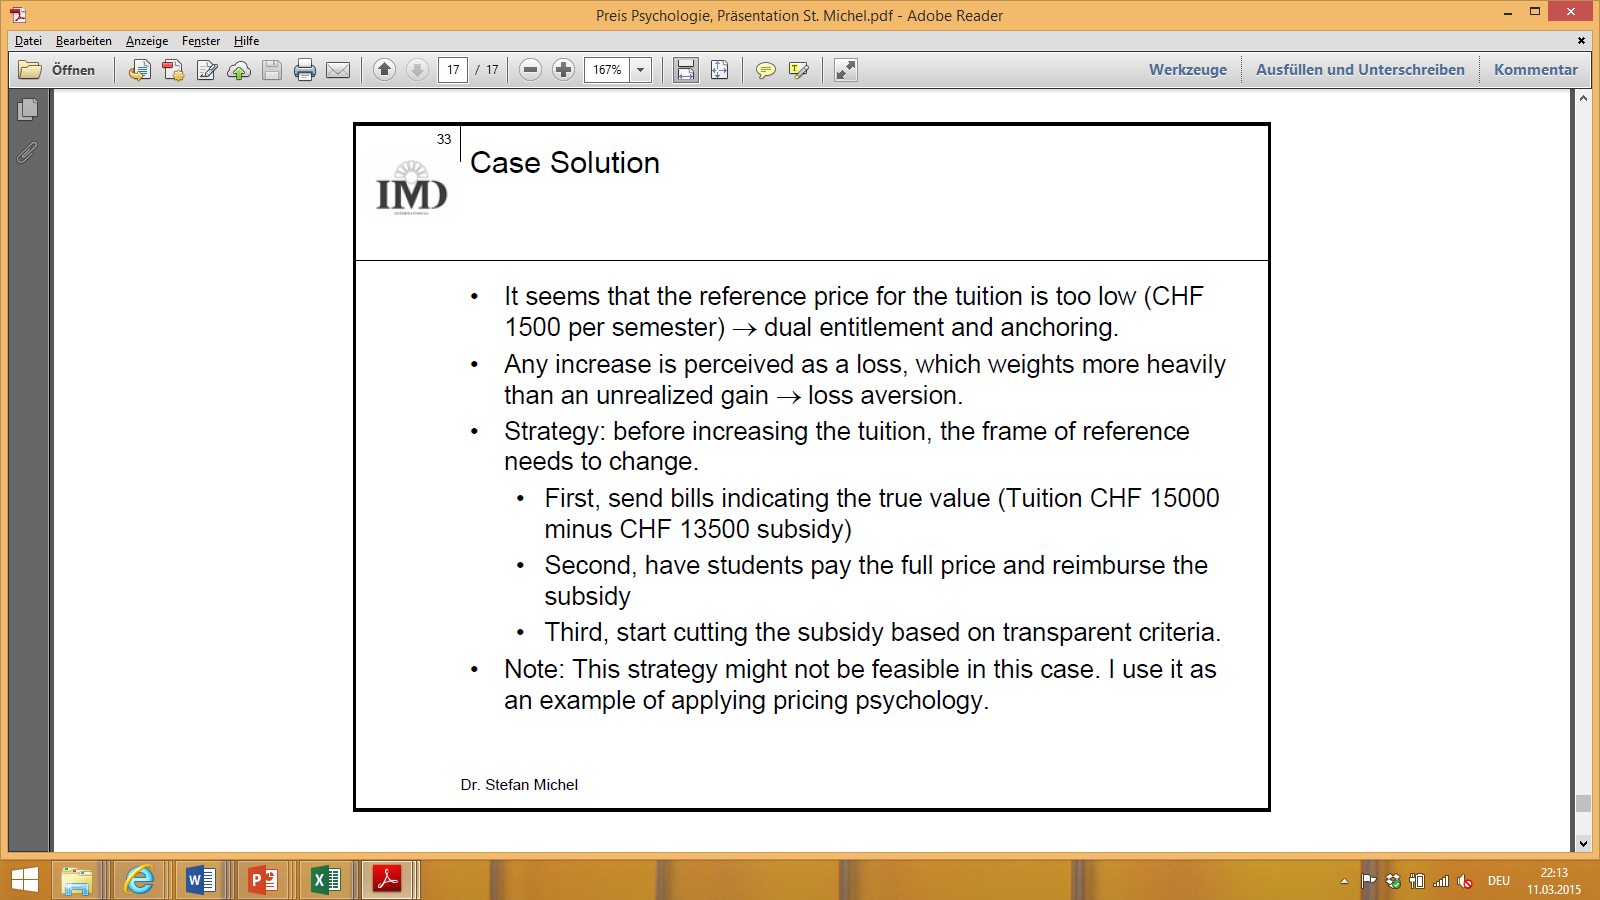 Preis Psychologie, Präsentation St. Michel.pdf - Adobe Reader
Datei Bearbeiten Anzeige Fenster Hilfe
Öffnen 17 / 17 167% Werkzeuge Ausfüllen und Unterschreiben Kommentar
33
IMD
INTERNATIONAL
Case Solution
• It seems that the reference price for the tuition is too low (CHF
1500 per semester) → dual entitlement and anchoring.
• Any increase is perceived as a loss, which weights more heavily
than an unrealized gain → loss aversion.
• Strategy: before increasing the tuition, the frame of reference
needs to change.
• First, send bills indicating the true value (Tuition CHF 15000
minus CHF 13500 subsidy)
• Second, have students pay the full price and reimburse the
subsidy
• Third, start cutting the subsidy based on transparent criteria.
• Note: This strategy might not be feasible in this case. I use it as
an example of applying pricing psychology.
Dr. Stefan Michel
DEU
22:13
11.03.2015